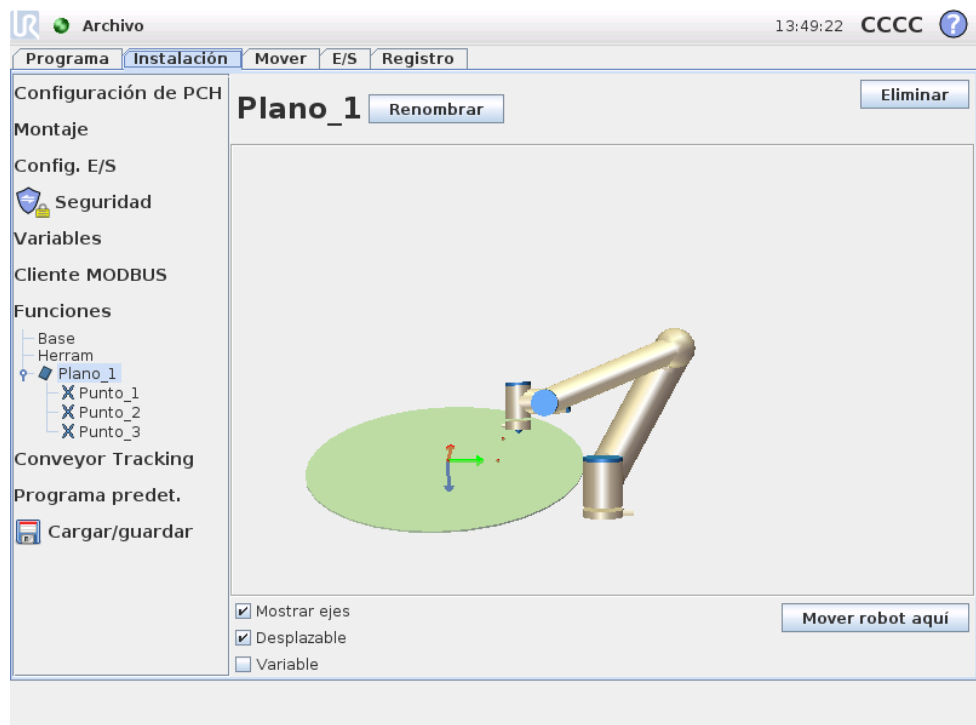 UR Archivo 13:49:22 CCCC ?
Programa Instalación Mover E/S Registro
Configuración de PCH
Montaje
Config. E/S
Seguridad
Variables
Cliente MODBUS
Funciones
Base
Herram
Plano_1
Punto_1
Punto_2
Punto_3
Conveyor Tracking
Programa predet.
Cargar/guardar
Plano_1 Renombrar Eliminar
Mostrar ejes
Desplazable
Variable
Mover robot aquí